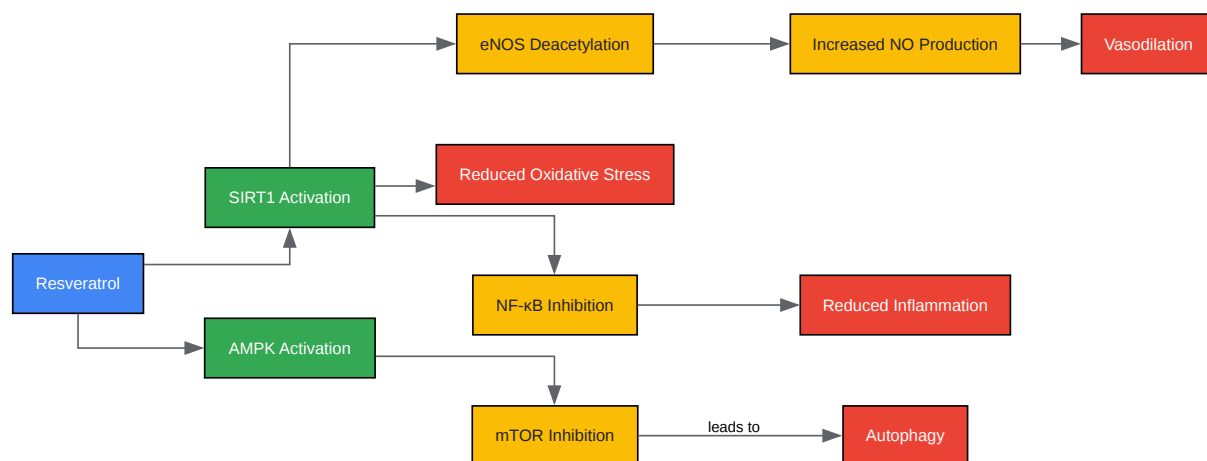 eNOS Deacetylation
Increased NO Production
Vasodilation
Reduced Oxidative Stress
SIRT1 Activation
Resveratrol
NF-κB Inhibition
Reduced Inflammation
AMPK Activation
mTOR Inhibition
leads to
Autophagy